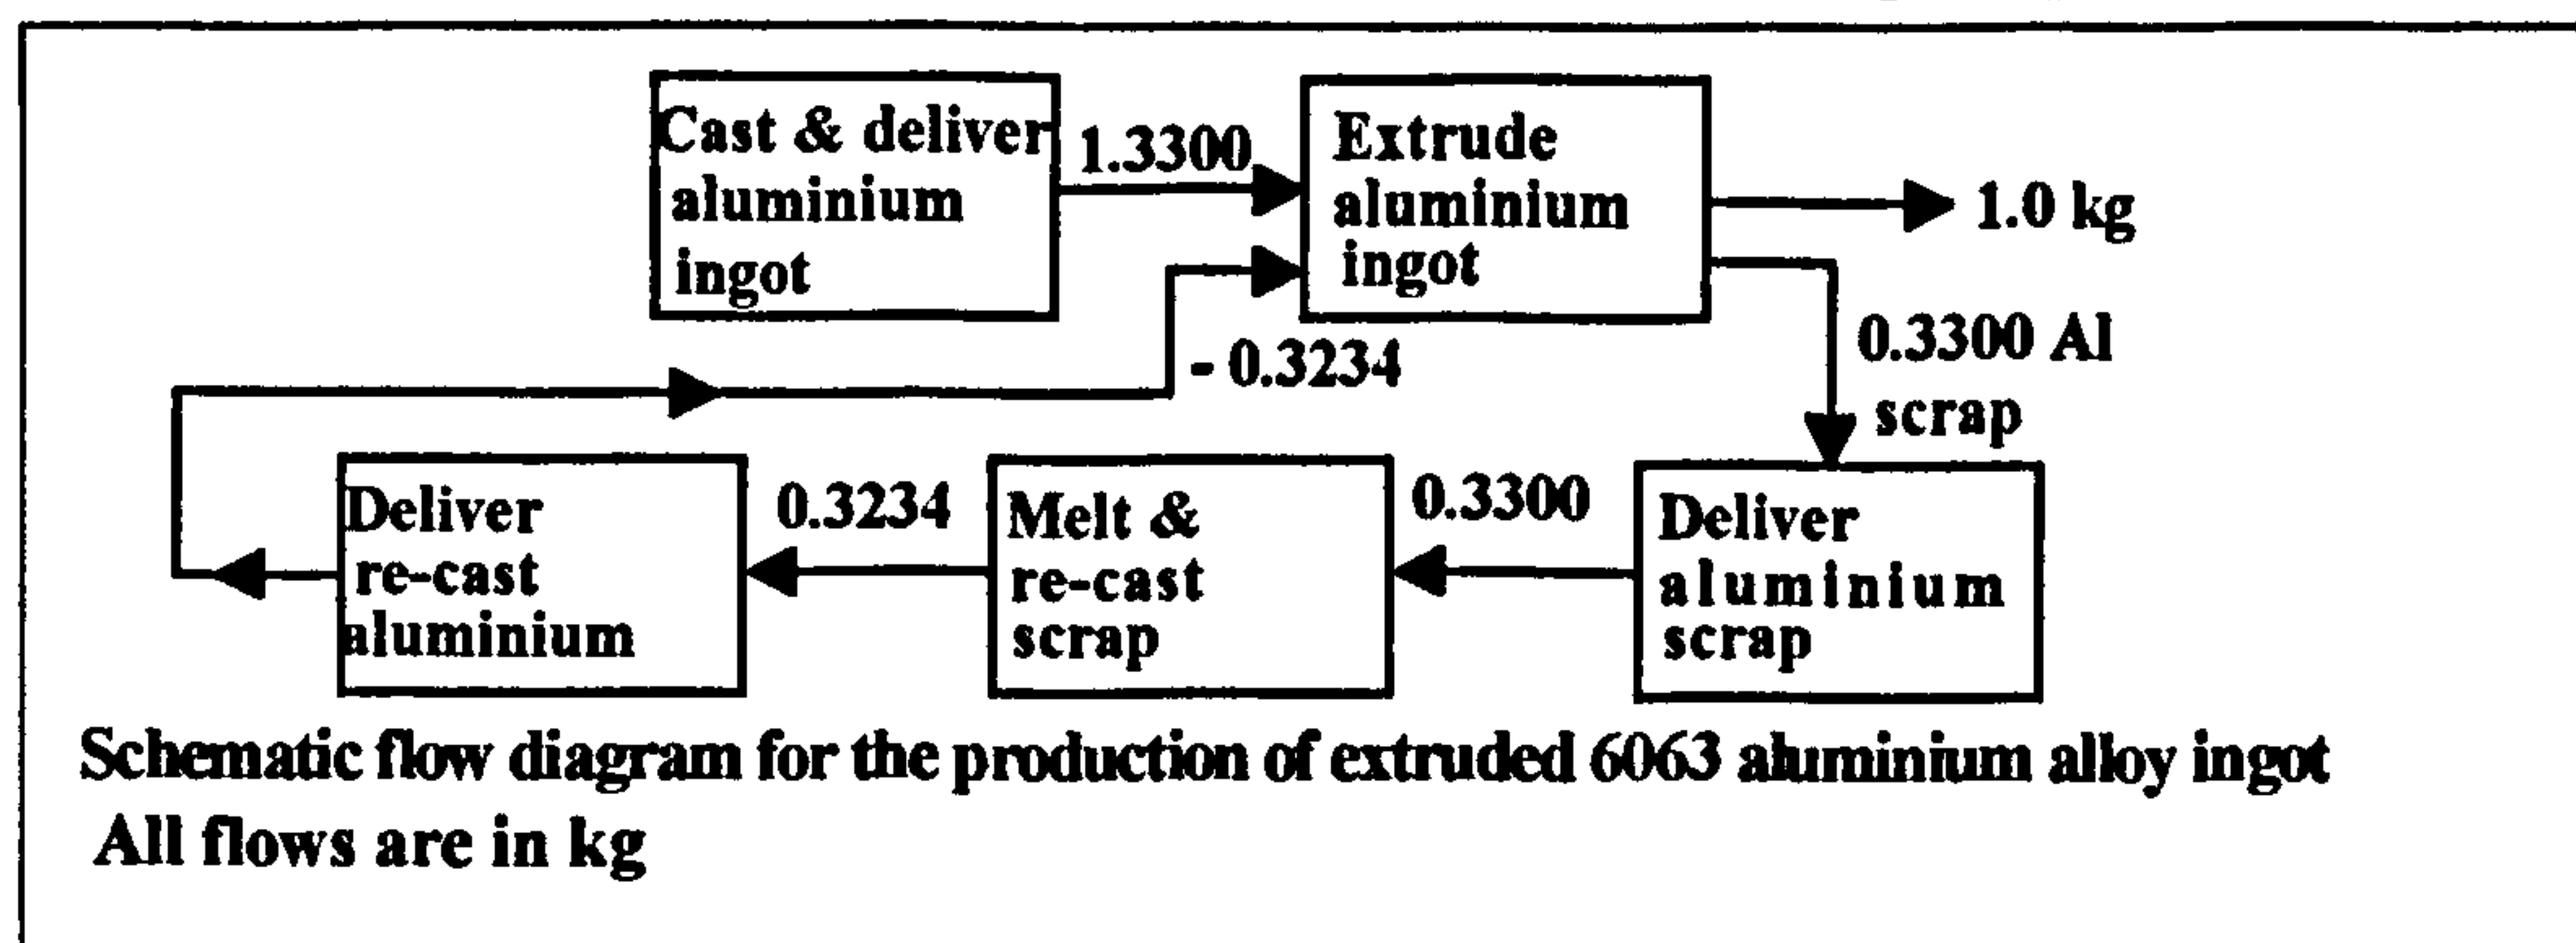 Cast & deliver
aluminium
ingot
1.3300
Extrude
aluminium
ingot
1.0 kg
- 0.3234
0.3300 Al
scrap
Deliver
re-cast
aluminium
0.3234
Melt &
re-cast
scrap
0.3300
Deliver
aluminium
scrap
Schematic flow diagram for the production of extruded 6063 aluminium alloy ingot
All flows are in kg